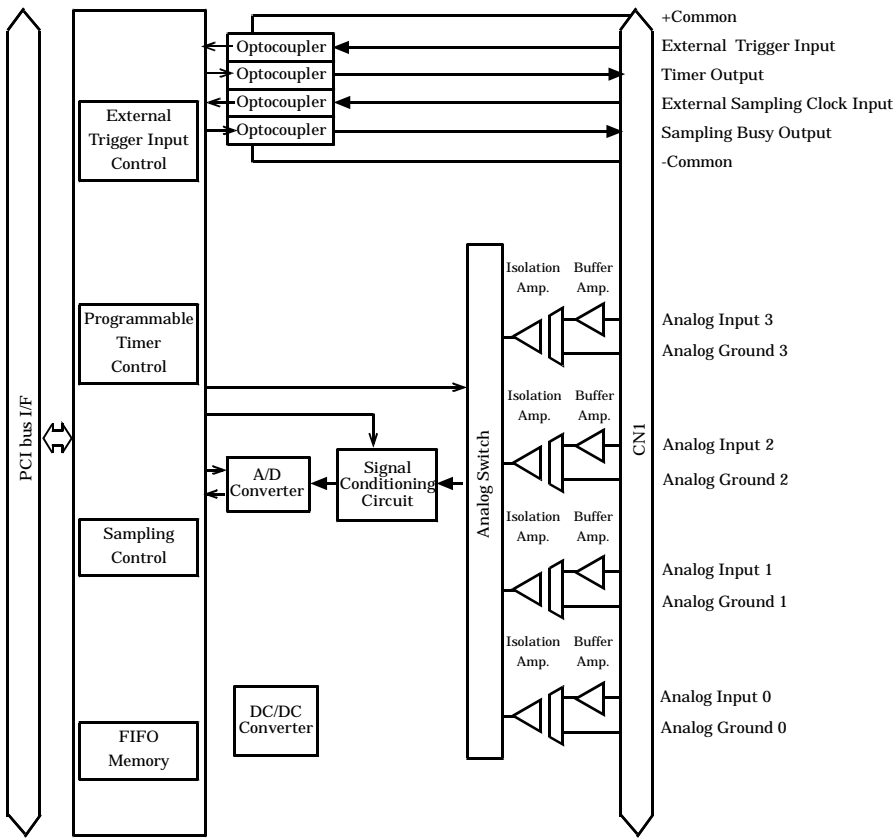 +Common
Optocoupler
External Trigger Input
Optocoupler
Timer Output
Optocoupler
External Sampling Clock Input
Optocoupler
Sampling Busy Output
-Common
External
Trigger Input
Control
Programmable
Timer
Control
Sampling
Control
FIFO
Memory
PCI bus I/F
A/D
Converter
Signal
Conditioning
Circuit
DC/DC
Converter
Analog Switch
Isolation
Amp.
Buffer
Amp.
Analog Input 3
Analog Ground 3
Isolation
Amp.
Buffer
Amp.
Analog Input 2
Analog Ground 2
Isolation
Amp.
Buffer
Amp.
Analog Input 1
Analog Ground 1
Isolation
Amp.
Buffer
Amp.
Analog Input 0
Analog Ground 0
CN1